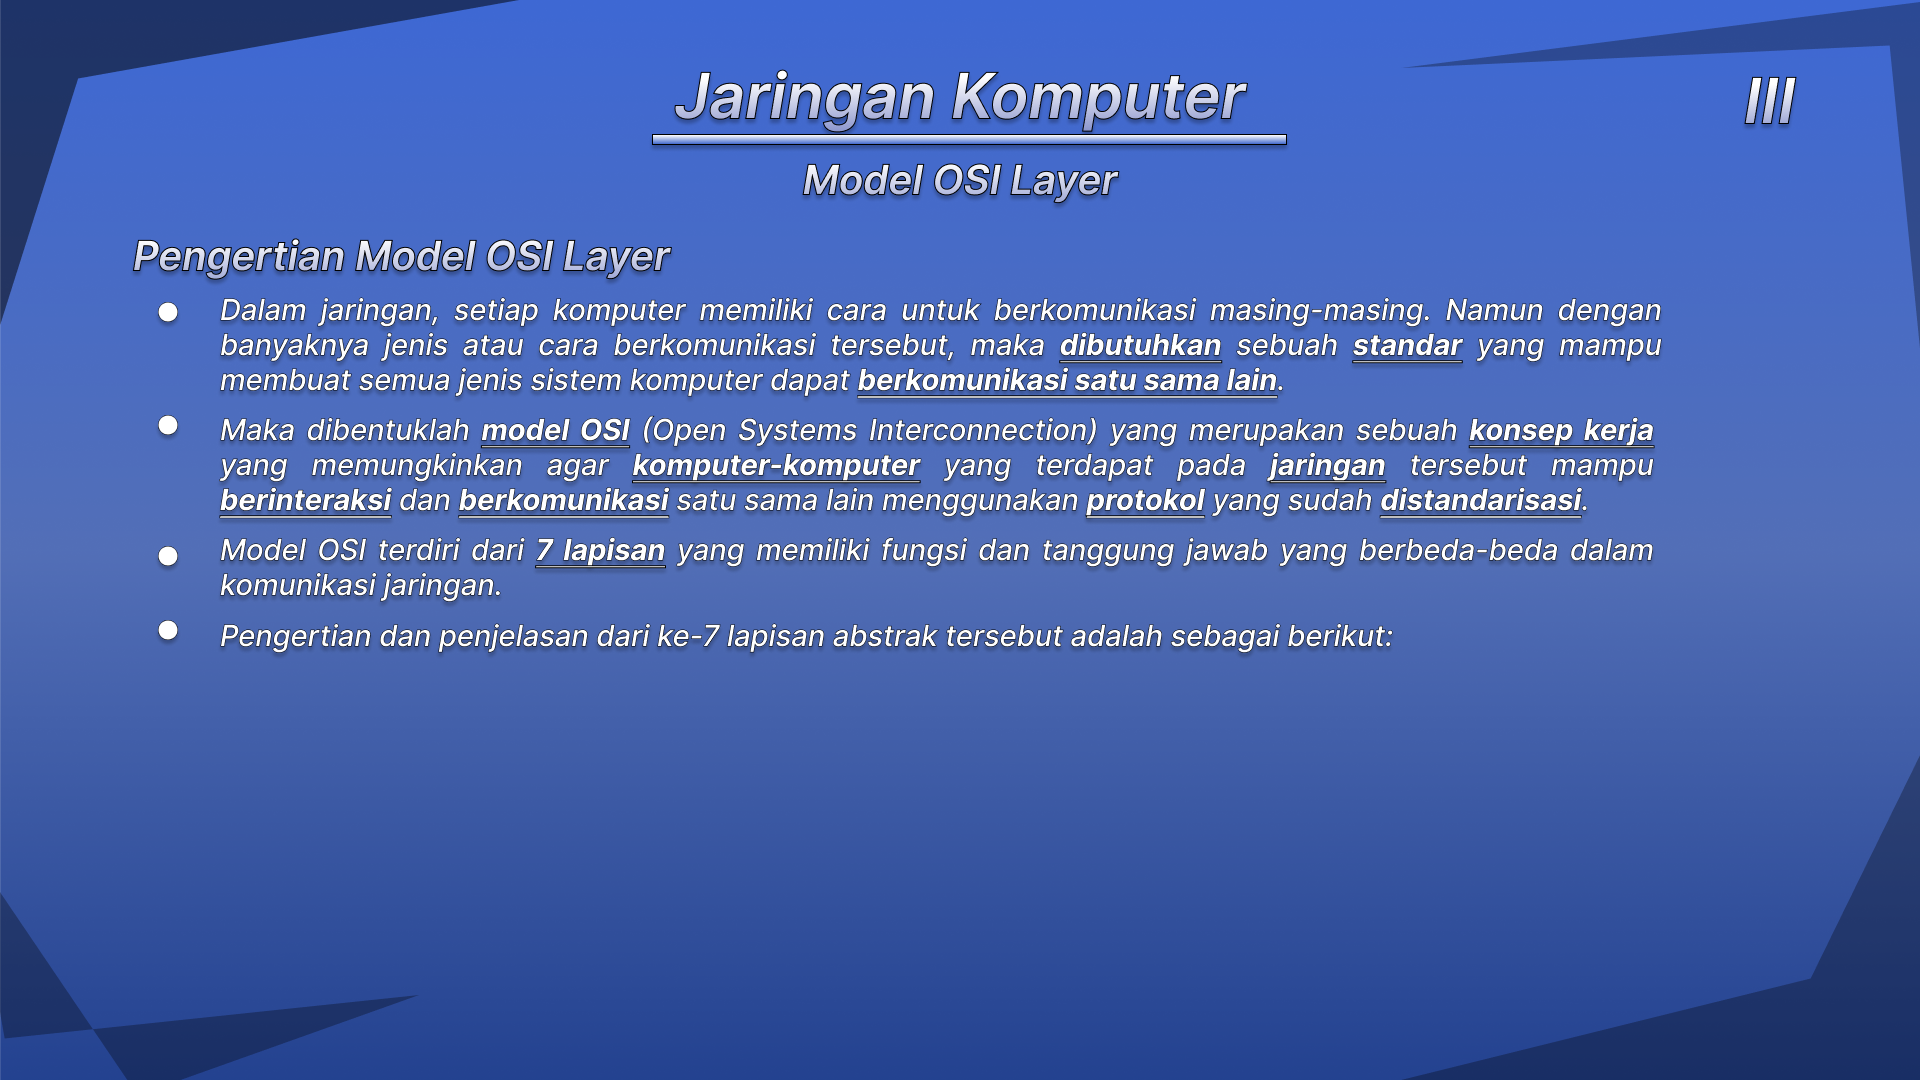 Jaringan Komputer
III
Model OSI Layer
Pengertian Model OSI Layer
Dalam jaringan, setiap komputer memiliki cara untuk berkomunikasi masing-masing. Namun dengan
banyaknya jenis atau cara berkomunikasi tersebut, maka dibutuhkan sebuah standar yang mampu
membuat semua jenis sistem komputer dapat berkomunikasi satu sama lain.
Maka dibentuklah model OSI (Open Systems Interconnection) yang merupakan sebuah konsep kerja
yang memungkinkan agar komputer-komputer yang terdapat pada jaringan tersebut mampu
berinteraksi dan berkomunikasi satu sama lain menggunakan protokol yang sudah distandarisasi.
Model OSI terdiri dari 7 lapisan yang memiliki fungsi dan tanggung jawab yang berbeda-beda dalam
komunikasi jaringan.
Pengertian dan penjelasan dari ke-7 lapisan abstrak tersebut adalah sebagai berikut: